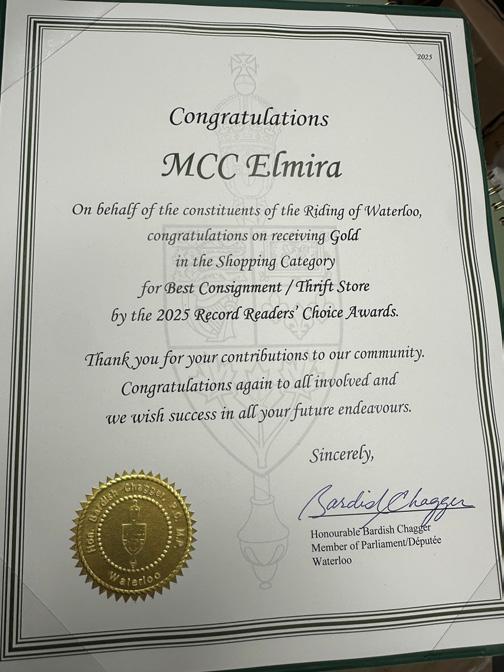 2025
Congratulations
MCC Elmira
On behalf of the constituents of the Riding of Waterloo,
congratulations on receiving Gold
in the Shopping Category
for Best Consignment / Thrift Store
by the 2025 Record Readers' Choice Awards.
Thank you for your contributions to our community.
Congratulations again to all involved and
we wish success in all your future endeavours.
Sincerely,
Bardish Chagger
Honourable Bardish Chagger
Member of Parliament/Députée
Waterloo
Hon. Bardish Chagger P.C. M.P.
Waterloo